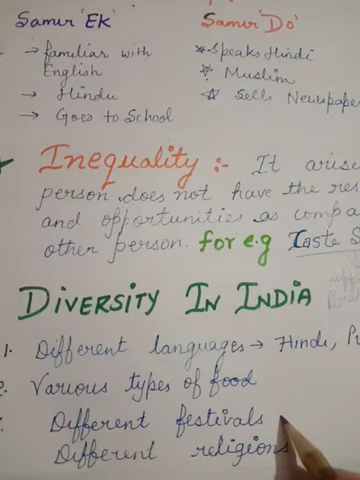 Samir 'Ek'
→ familiar with
English
→ Hindu
→ Goes to School
Samir 'Do'
* Speaks Hindi
* Muslim
* Sells Newspape
Inequality :- It arise
person does not have the res
and opportunities as compa
other person. for e.g Caste S
Diversity In India
1. Different languages → Hindi, Pu
2. Various types of food
Different festivals
Different religions